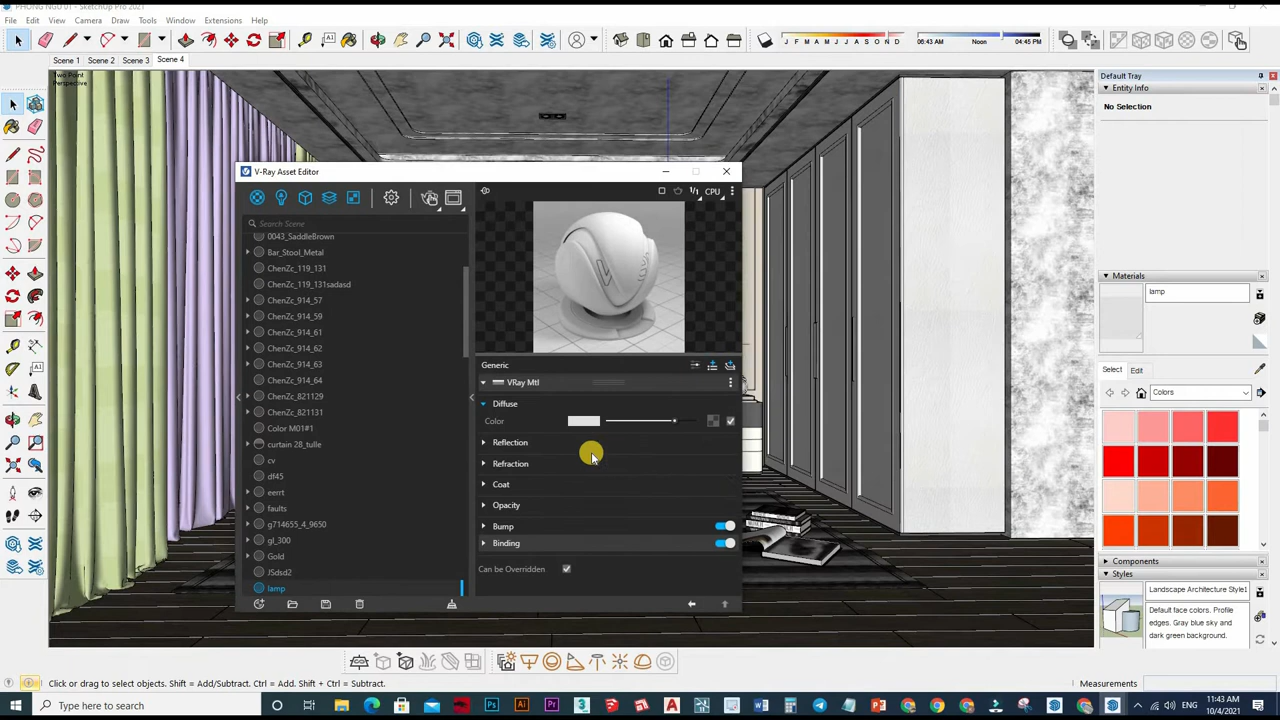 PHONG NGU 01 - SketchUp Pro 2021
File Edit View Camera Draw Tools Window Extensions Help
J F M A M J J A S O N D 06:43 AM Noon 04:45 PM
Scene 1 Scene 2 Scene 3 Scene 4
Two Point
Perspective
V-Ray Asset Editor
CPU
Search Scene
0043_SaddleBrown
Bar_Stool_Metal
ChenZc_119_131
ChenZc_119_131sadasd
ChenZc_914_57
ChenZc_914_59
ChenZc_914_61
ChenZc_914_62
ChenZc_914_63
ChenZc_914_64
ChenZc_821129
ChenZc_821131
Color M01#1
curtain 28_tulle
cv
df45
eerrt
faults
g714655_4_9650
gl_300
Gold
JSdsd2
lamp
Generic
VRay Mtl
Diffuse
Color
Reflection
Refraction
Coat
Opacity
Bump
Binding
Can be Overridden
Default Tray
Entity Info
No Selection
Materials
lamp
Select Edit
Colors
Components
Styles
Landscape Architecture Style1
Default face colors. Profile
edges. Gray blue sky and
dark green background.
Click or drag to select objects. Shift = Add/Subtract. Ctrl = Add. Shift + Ctrl = Subtract.
Measurements
Type here to search
11:43 AM
10/4/2021